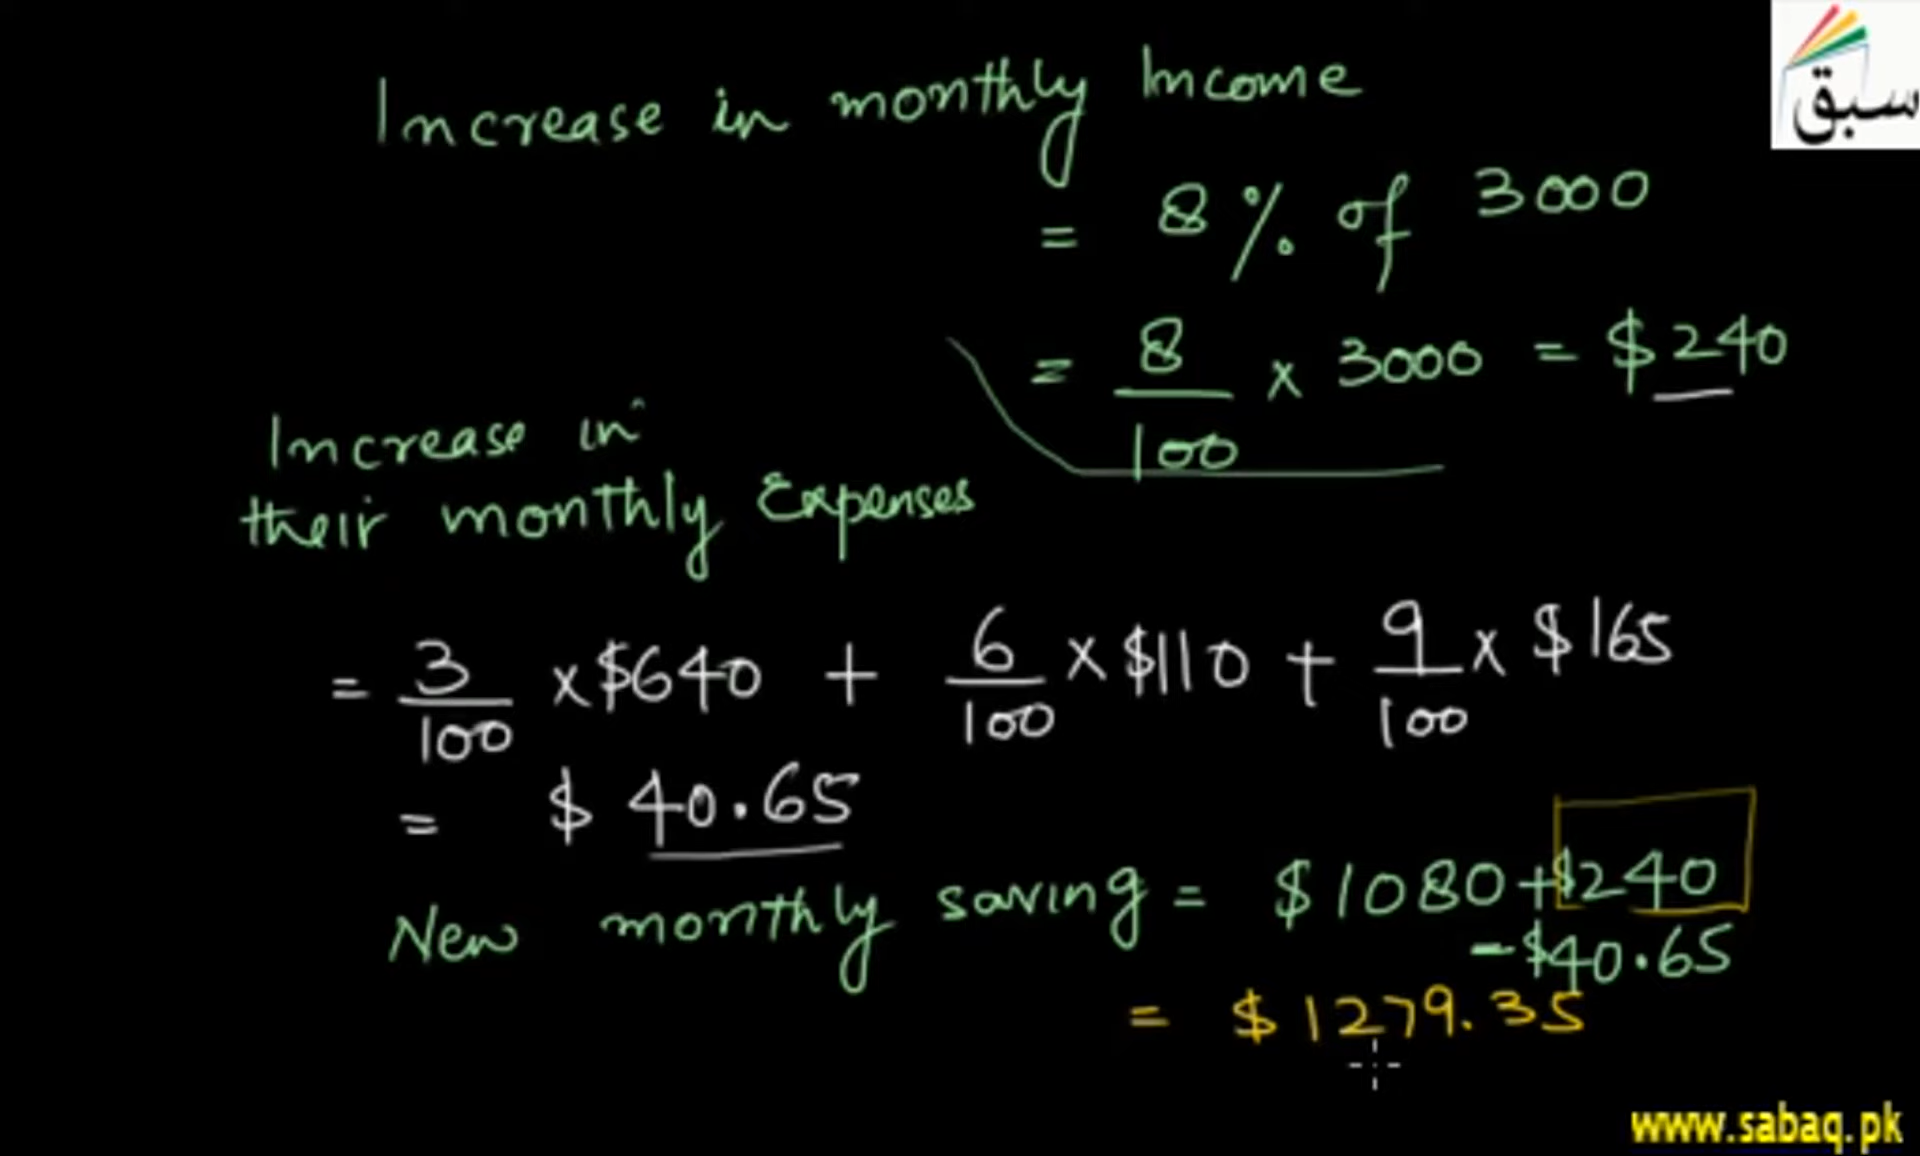 سبق
Increase in monthly Income
= 8% of 3000
= 8/100 x 3000 = $240
Increase in
their monthly Expenses
= 3/100 x $640 + 6/100 x $110 + 9/100 x $165
= $ 40.65
New monthly saving = $1080 + $240
- $40.65
= $1279.35
www.sabaq.pk